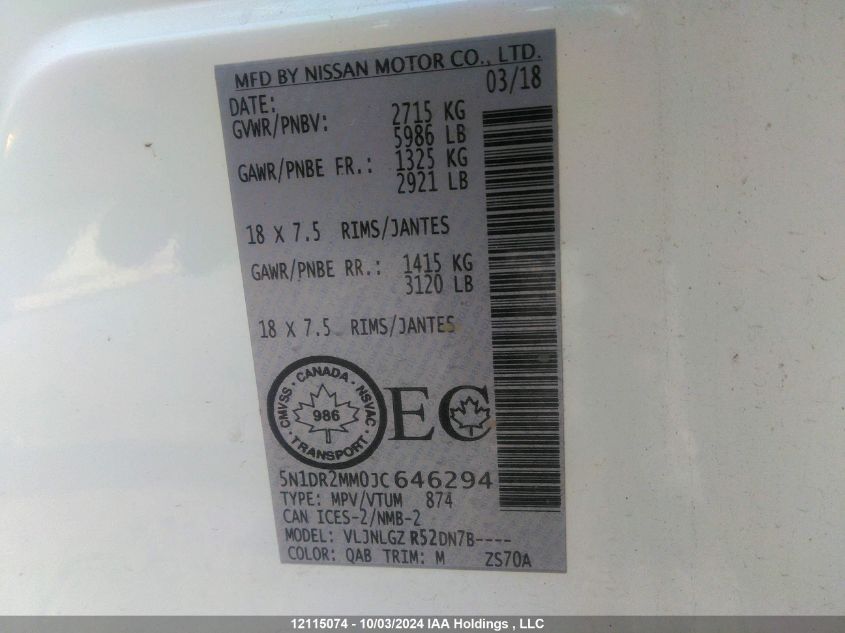 MFD BY NISSAN MOTOR CO., LTD.
DATE: 03/18
GVWR/PNBV: 2715 KG
5986 LB
GAWR/PNBE FR.: 1325 KG
2921 LB
18 X 7.5 RIMS/JANTES
GAWR/PNBE RR.: 1415 KG
3120 LB
18 X 7.5 RIMS/JANTES
CMVSS · CANADA · NSVAC
986
· TRANSPORT ·
EC
5N1DR2MM0JC646294
TYPE: MPV/VTUM 874
CAN ICES-2/NMB-2
MODEL: VLJNLGZ R52DN7B----
COLOR: QAB TRIM: M ZS70A
12115074 - 10/03/2024 IAA Holdings , LLC